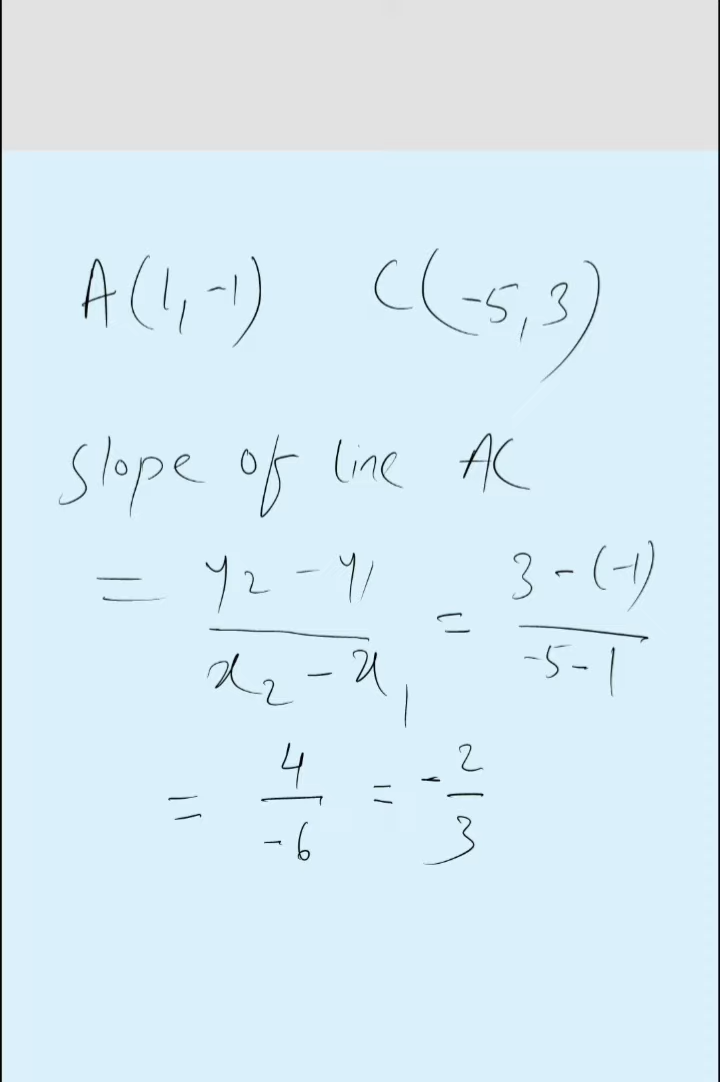 A(1,-1) C(-5,3)
Slope of line AC
= y2 - y1 / x2 - x1 = 3 - (-1) / -5 - 1
= 4 / -6 = - 2 / 3